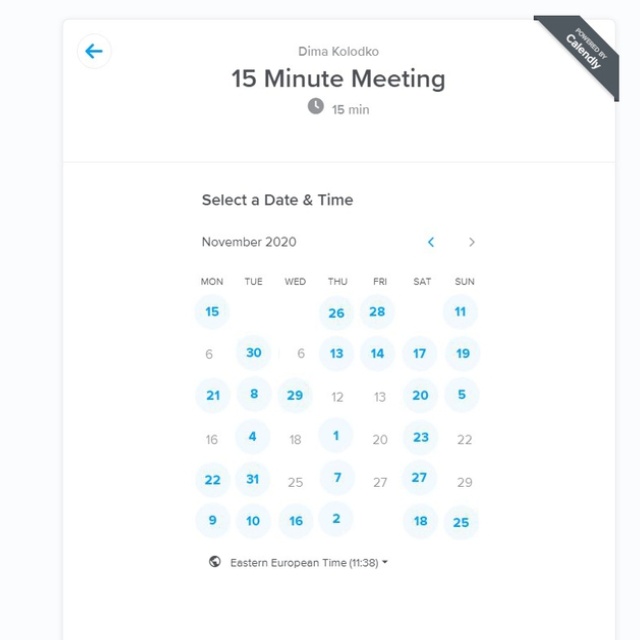 POWERED BY
Calendly
Dima Kolodko
15 Minute Meeting
15 min
Select a Date & Time
November 2020
MON TUE WED THU FRI SAT SUN
15 26 28 11
6 30 6 13 14 17 19
21 8 29 12 13 20 5
16 4 18 1 20 23 22
22 31 25 7 27 27 29
9 10 16 2 18 25
Eastern European Time (11:38)